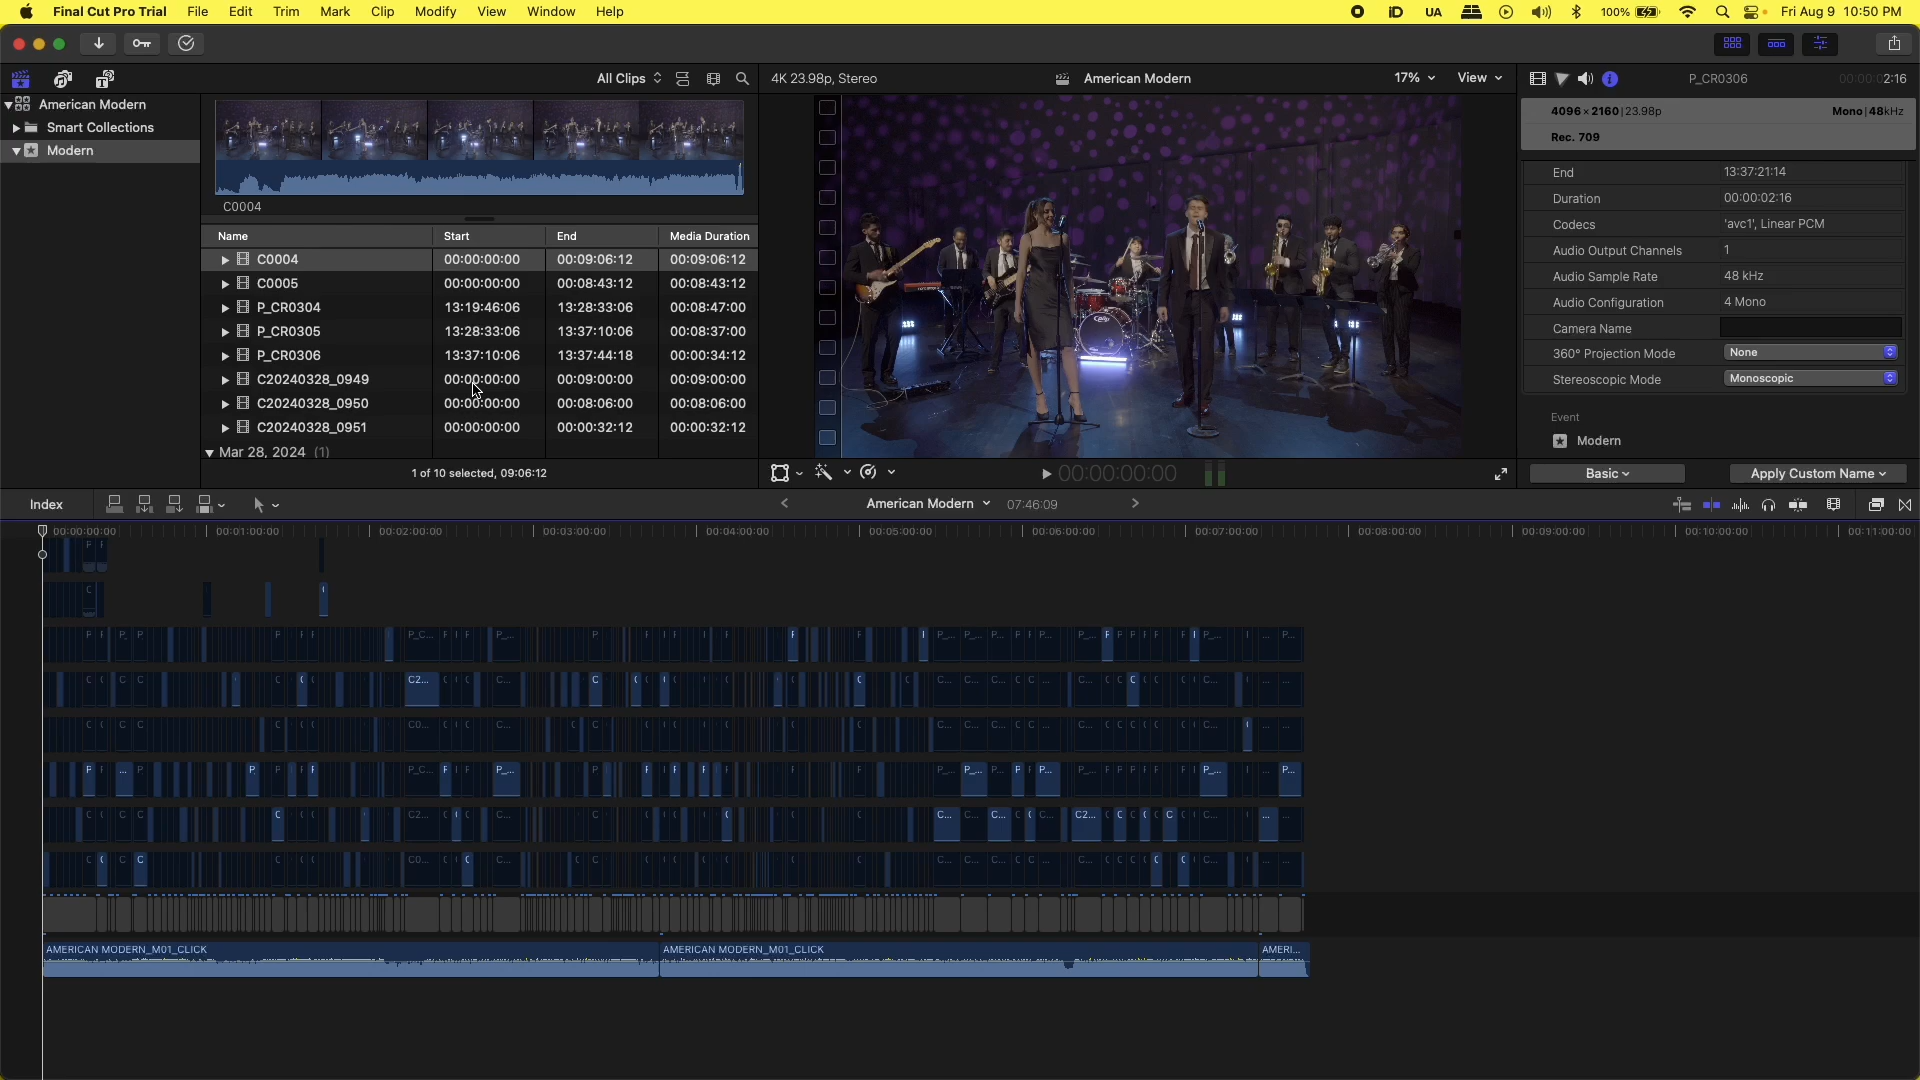 Final Cut Pro Trial File Edit Trim Mark Clip Modify View Window Help iD UA 100% Fri Aug 9 10:50 PM
All Clips 4K 23.98p, Stereo American Modern 17% View P_CR0306 00:00:02:16
American Modern
Smart Collections
Modern
C0004
4096 × 2160 | 23.98p Mono | 48kHz
Rec. 709
Name Start End Media Duration
C0004 00:00:00:00 00:09:06:12 00:09:06:12
C0005 00:00:00:00 00:08:43:12 00:08:43:12
P_CR0304 13:19:46:06 13:28:33:06 00:08:47:00
P_CR0305 13:28:33:06 13:37:10:06 00:08:37:00
P_CR0306 13:37:10:06 13:37:44:18 00:00:34:12
C20240328_0949 00:00:00:00 00:09:00:00 00:09:00:00
C20240328_0950 00:00:00:00 00:08:06:00 00:08:06:00
C20240328_0951 00:00:00:00 00:00:32:12 00:00:32:12
Mar 28, 2024 (1)
1 of 10 selected, 09:06:12
End 13:37:21:14
Duration 00:00:02:16
Codecs 'avc1', Linear PCM
Audio Output Channels 1
Audio Sample Rate 48 kHz
Audio Configuration 4 Mono
Camera Name
360° Projection Mode None
Stereoscopic Mode Monoscopic
Event
Modern
00:00:00:00 Basic Apply Custom Name
Index American Modern 07:46:09
00:00:00:00 00:01:00:00 00:02:00:00 00:03:00:00 00:04:00:00 00:05:00:00 00:06:00:00 00:07:00:00 00:08:00:00 00:09:00:00 00:10:00:00 00:11:00:00
AMERICAN MODERN_M01_CLICK AMERICAN MODERN_M01_CLICK AMERI...